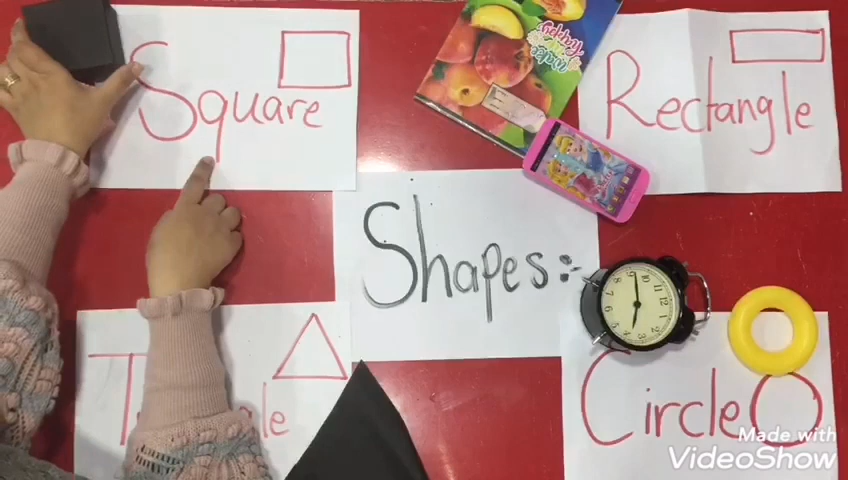 Square
Rectangle
Shapes:-
Circle
Made with
VideoShow